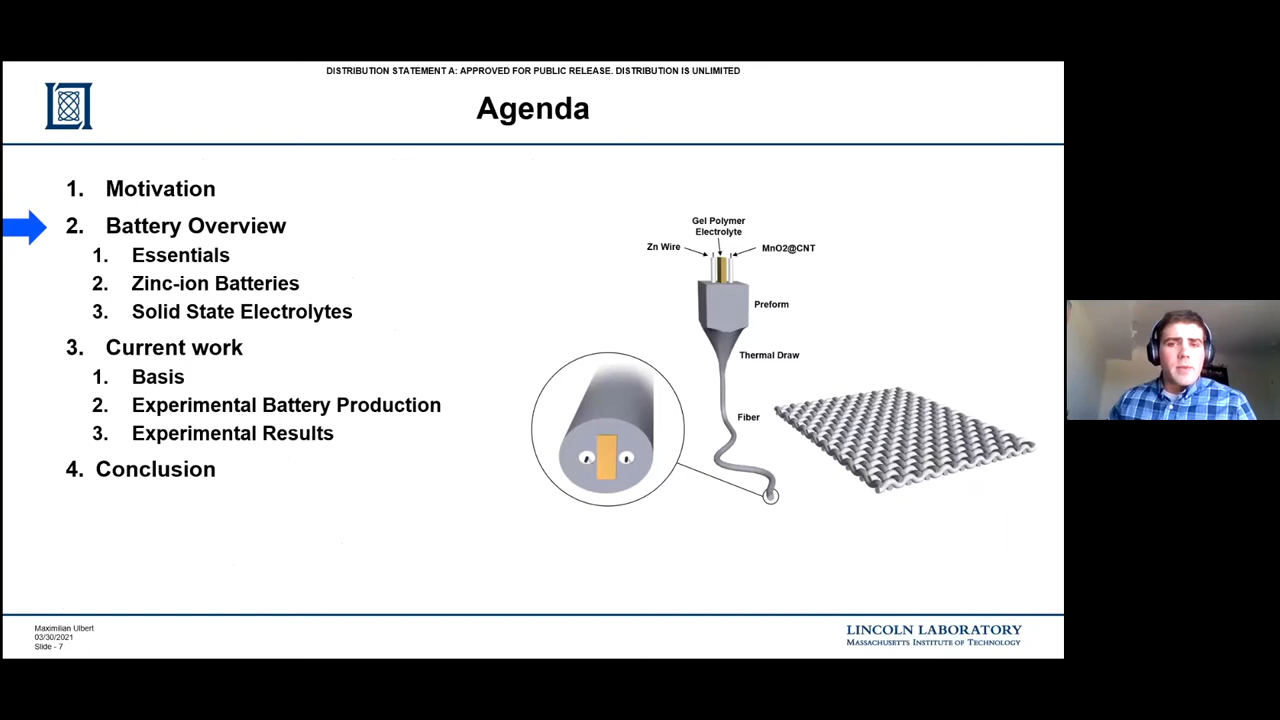 DISTRIBUTION STATEMENT A: APPROVED FOR PUBLIC RELEASE. DISTRIBUTION IS UNLIMITED
Agenda
1. Motivation
2. Battery Overview
1. Essentials
2. Zinc-ion Batteries
3. Solid State Electrolytes
3. Current work
1. Basis
2. Experimental Battery Production
3. Experimental Results
4. Conclusion
Gel Polymer
Electrolyte
Zn Wire
MnO2@CNT
Preform
Thermal Draw
Fiber
Maximilian Ulbert
03/30/2021
Slide - 7
LINCOLN LABORATORY
MASSACHUSETTS INSTITUTE OF TECHNOLOGY